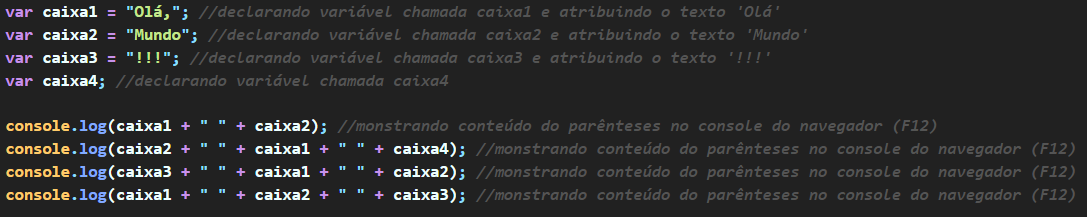 var caixa1 = "Olá,"; //declarando variável chamada caixa1 e atribuindo o texto 'Olá'
var caixa2 = "Mundo"; //declarando variável chamada caixa2 e atribuindo o texto 'Mundo'
var caixa3 = "!!!"; //declarando variável chamada caixa3 e atribuindo o texto '!!!'
var caixa4; //declarando variável chamada caixa4
console.log(caixa1 + " " + caixa2); //monstrando conteúdo do parênteses no console do navegador (F12)
console.log(caixa2 + " " + caixa1 + " " + caixa4); //monstrando conteúdo do parênteses no console do navegador (F12)
console.log(caixa3 + " " + caixa1 + " " + caixa2); //monstrando conteúdo do parênteses no console do navegador (F12)
console.log(caixa1 + " " + caixa2 + " " + caixa3); //monstrando conteúdo do parênteses no console do navegador (F12)